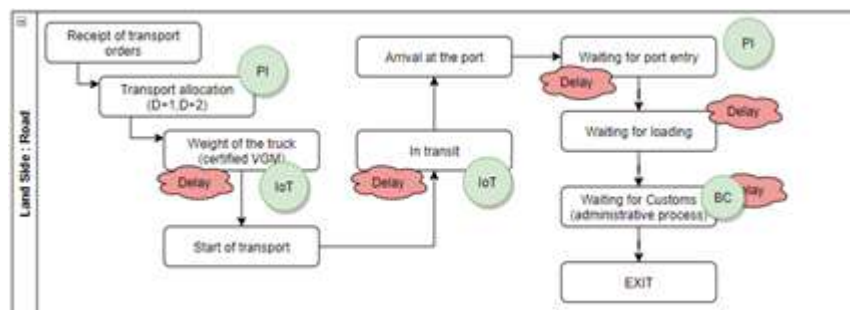 Land Side : Road
Receipt of transport
orders
PI
Transport allocation
(D+1,D+2)
Weight of the truck
(certified VGM)
Delay
IoT
Start of transport
Arrival at the port
In transit
Delay
IoT
Waiting for port entry
PI
Delay
Waiting for loading
Delay
Waiting for Customs
(administrative process)
BC
elay
EXIT